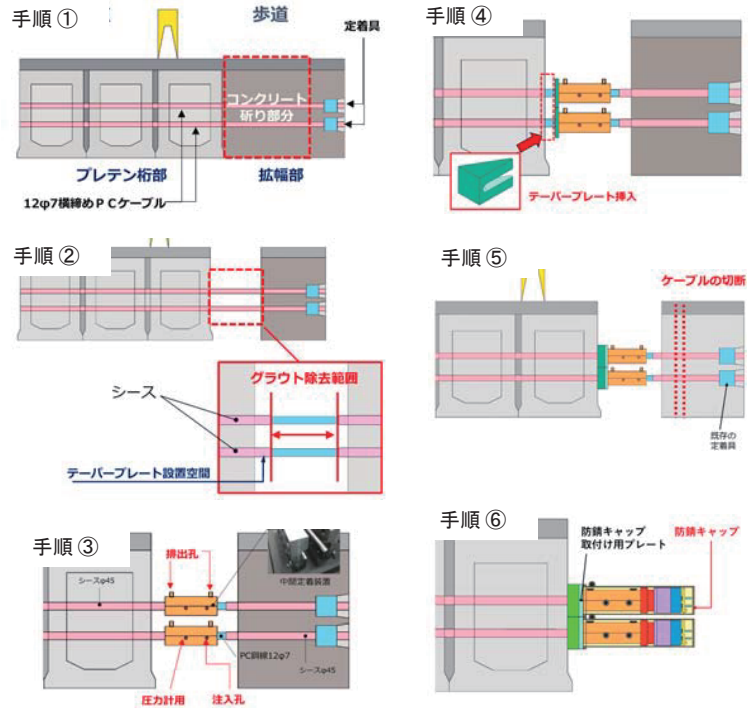 手順 ①
歩道
定着具
コンクリート
斫り部分
プレテン桁部
拡幅部
12φ7横締めＰＣケーブル
手順 ②
グラウト除去範囲
シース
テーパープレート設置空間
手順 ③
排出孔
シースφ45
中間定着装置
PC鋼線12φ7
シースφ45
圧力計用
注入孔
手順 ④
テーパープレート挿入
手順 ⑤
ケーブルの切断
既存の
定着具
手順 ⑥
防錆キャップ
取付け用プレート
防錆キャップ